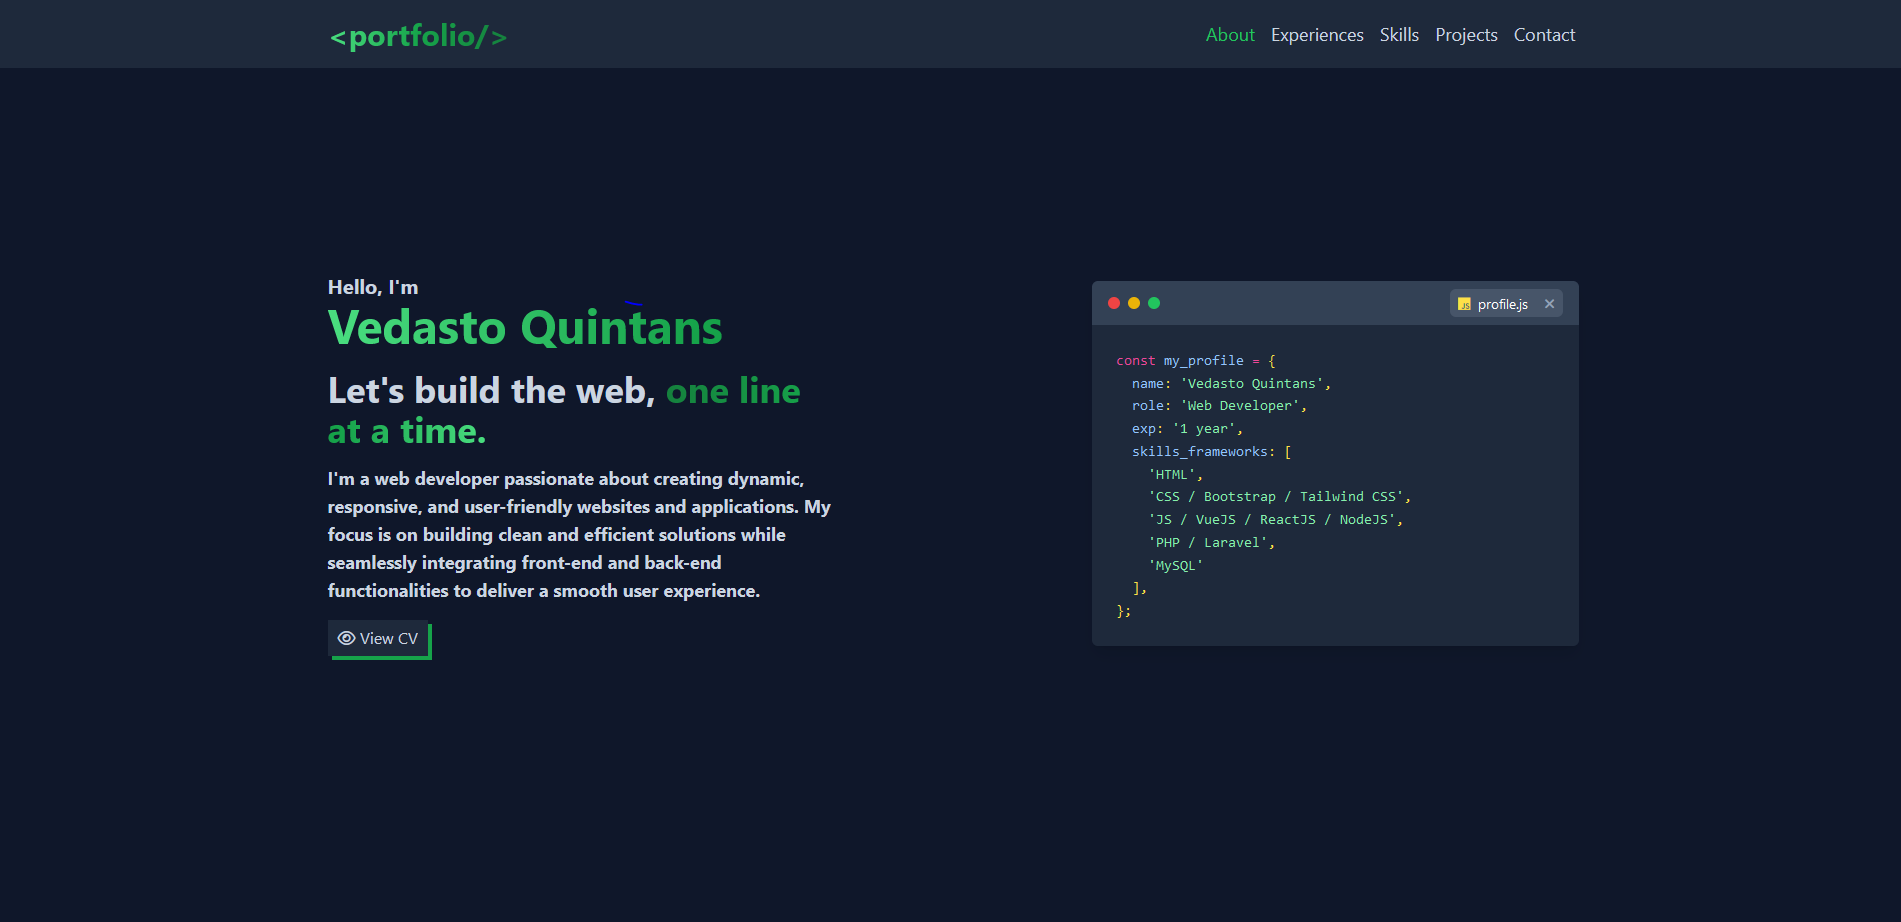 <portfolio/>
About Experiences Skills Projects Contact
Hello, I'm
Vedasto Quintans
Let's build the web, one line
at a time.
I'm a web developer passionate about creating dynamic,
responsive, and user-friendly websites and applications. My
focus is on building clean and efficient solutions while
seamlessly integrating front-end and back-end
functionalities to deliver a smooth user experience.
View CV
JS profile.js ×
const my_profile = {
  name: 'Vedasto Quintans',
  role: 'Web Developer',
  exp: '1 year',
  skills_frameworks: [
    'HTML',
    'CSS / Bootstrap / Tailwind CSS',
    'JS / VueJS / ReactJS / NodeJS',
    'PHP / Laravel',
    'MySQL'
  ],
};